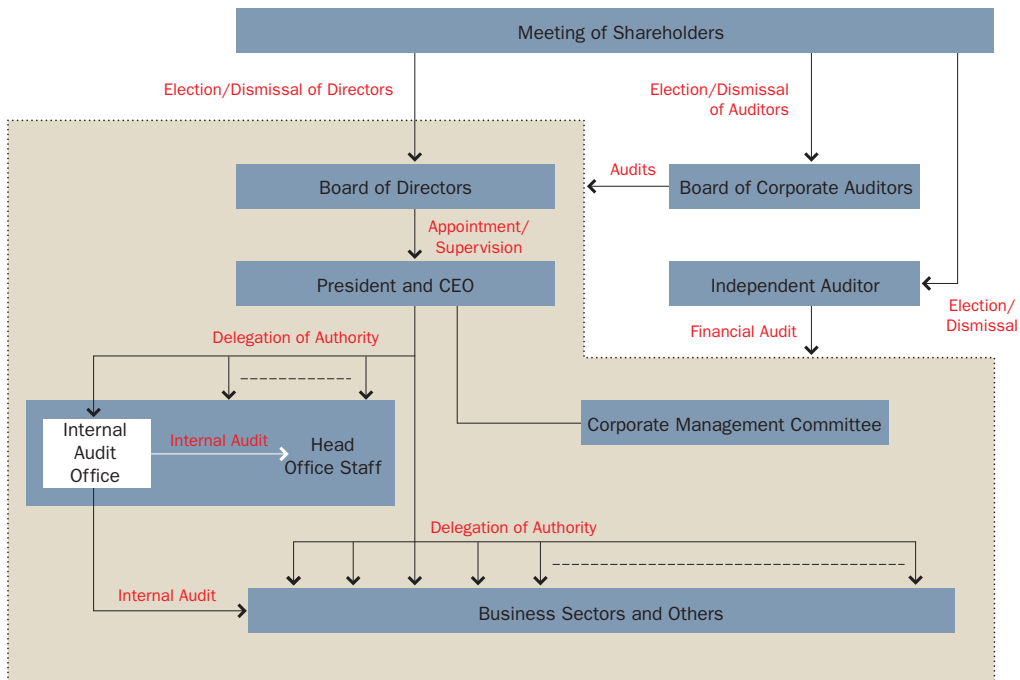 Meeting of Shareholders
Election/Dismissal of Directors
Election/Dismissal
of Auditors
Board of Directors
Audits
Board of Corporate Auditors
Appointment/
Supervision
President and CEO
Independent Auditor
Election/
Dismissal
Financial Audit
Delegation of Authority
Internal
Audit
Office
Internal Audit
Head
Office Staff
Corporate Management Committee
Delegation of Authority
Internal Audit
Business Sectors and Others